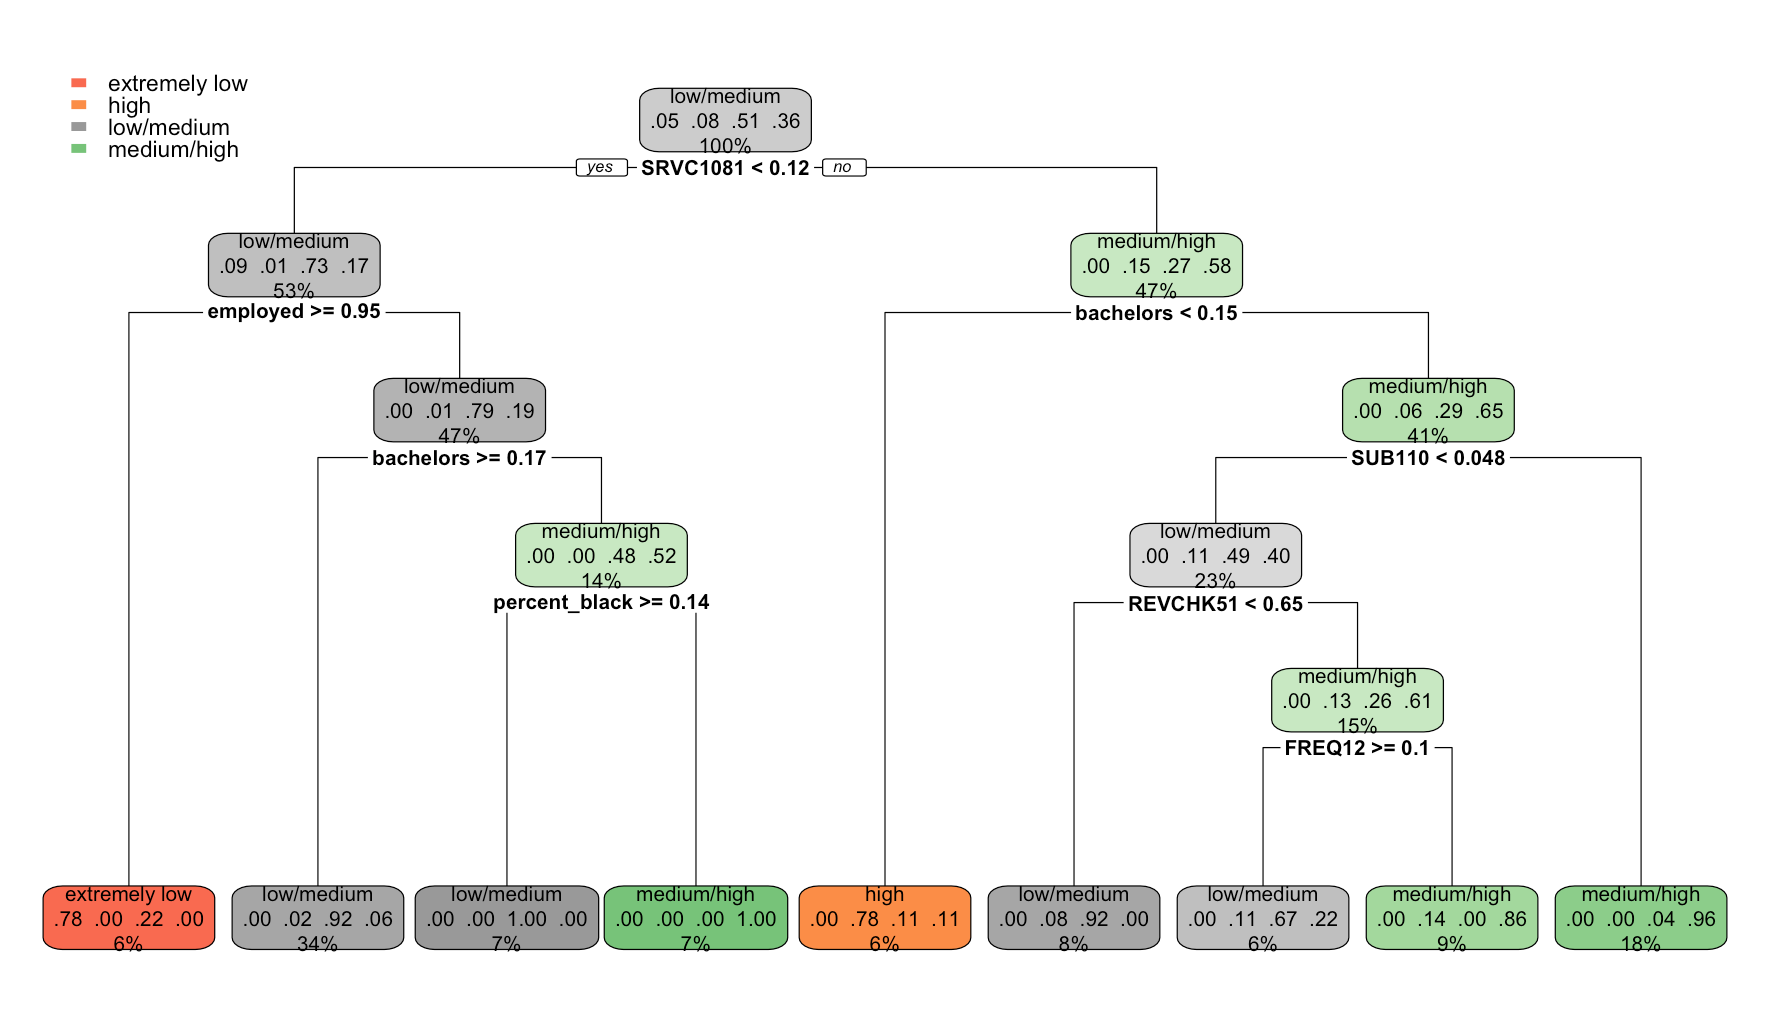 extremely low
high
low/medium
medium/high
low/medium
.05 .08 .51 .36
100%
yes SRVC1081 < 0.12 no
low/medium
.09 .01 .73 .17
53%
employed >= 0.95
medium/high
.00 .15 .27 .58
47%
bachelors < 0.15
low/medium
.00 .01 .79 .19
47%
bachelors >= 0.17
medium/high
.00 .06 .29 .65
41%
SUB110 < 0.048
medium/high
.00 .00 .48 .52
14%
percent_black >= 0.14
low/medium
.00 .11 .49 .40
23%
REVCHK51 < 0.65
medium/high
.00 .13 .26 .61
15%
FREQ12 >= 0.1
extremely low
.78 .00 .22 .00
6%
low/medium
.00 .02 .92 .06
34%
low/medium
.00 .00 1.00 .00
7%
medium/high
.00 .00 .00 1.00
7%
high
.00 .78 .11 .11
6%
low/medium
.00 .08 .92 .00
8%
low/medium
.00 .11 .67 .22
6%
medium/high
.00 .14 .00 .86
9%
medium/high
.00 .00 .04 .96
18%